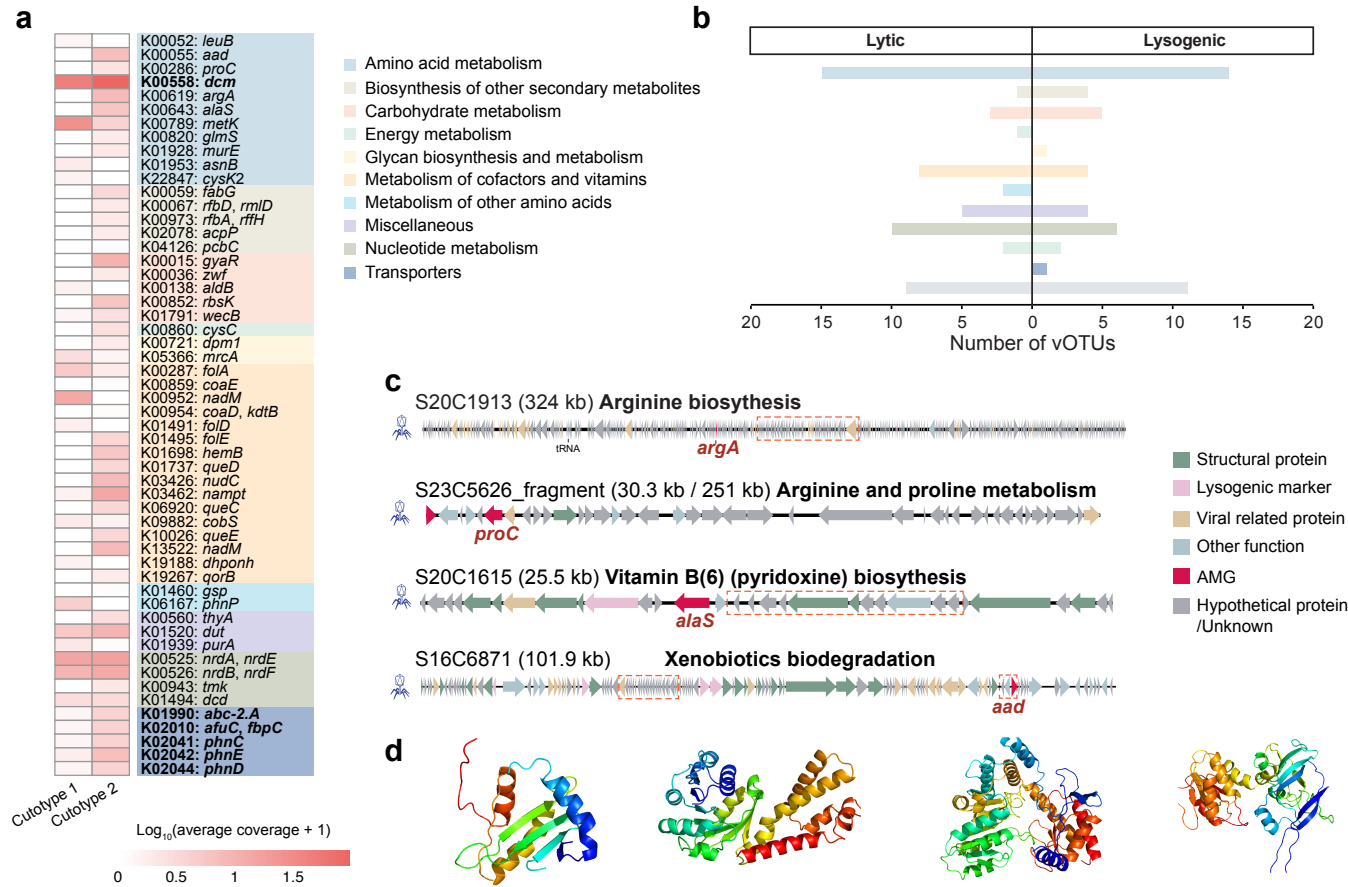 a
K00052: leuB
K00055: aad
K00286: proC
K00558: dcm
K00619: argA
K00643: alaS
K00789: metK
K00820: glmS
K01928: murE
K01953: asnB
K22847: cysK2
K00059: fabG
K00067: rfbD, rmlD
K00973: rfbA, rffH
K02078: acpP
K04126: pcbC
K00015: gyaR
K00036: zwf
K00138: aldB
K00852: rbsK
K01791: wecB
K00860: cysC
K00721: dpm1
K05366: mrcA
K00287: folA
K00859: coaE
K00952: nadM
K00954: coaD, kdtB
K01491: folD
K01495: folE
K01698: hemB
K01737: queD
K03426: nudC
K03462: nampt
K06920: queC
K09882: cobS
K10026: queE
K13522: nadM
K19188: dhponh
K19267: qorB
K01460: gsp
K06167: phnP
K00560: thyA
K01520: dut
K01939: purA
K00525: nrdA, nrdE
K00526: nrdB, nrdF
K00943: tmk
K01494: dcd
K01990: abc-2.A
K02010: afuC, fbpC
K02041: phnC
K02042: phnE
K02044: phnD
Cutotype 1
Cutotype 2
Log10(average coverage + 1)
0 0.5 1 1.5
Amino acid metabolism
Biosynthesis of other secondary metabolites
Carbohydrate metabolism
Energy metabolism
Glycan biosynthesis and metabolism
Metabolism of cofactors and vitamins
Metabolism of other amino acids
Miscellaneous
Nucleotide metabolism
Transporters
b
Lytic Lysogenic
20 15 10 5 0 5 10 15 20
Number of vOTUs
c
S20C1913 (324 kb) Arginine biosythesis
tRNA
argA
S23C5626_fragment (30.3 kb / 251 kb) Arginine and proline metabolism
proC
S20C1615 (25.5 kb) Vitamin B(6) (pyridoxine) biosythesis
alaS
S16C6871 (101.9 kb) Xenobiotics biodegradation
aad
Structural protein
Lysogenic marker
Viral related protein
Other function
AMG
Hypothetical protein
/Unknown
d